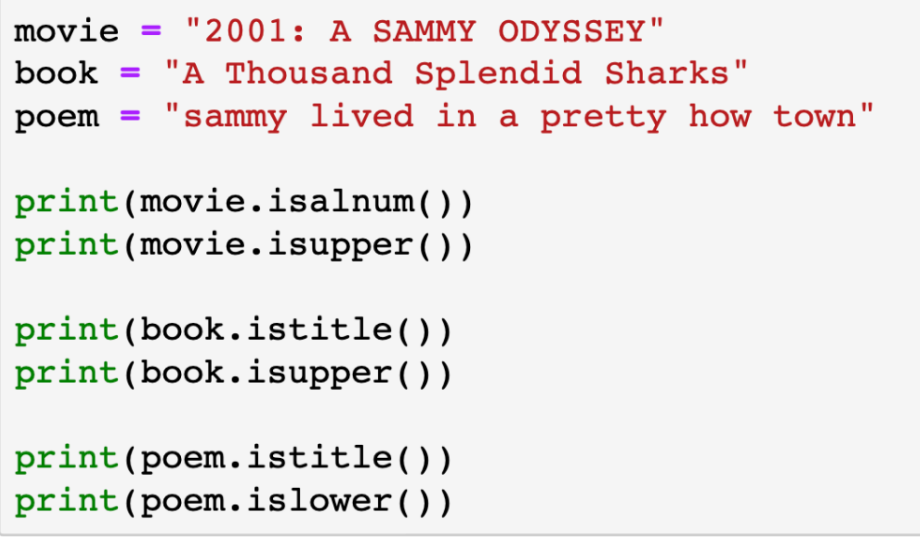 movie = "2001: A SAMMY ODYSSEY"
book = "A Thousand Splendid Sharks"
poem = "sammy lived in a pretty how town"
print(movie.isalnum())
print(movie.isupper())
print(book.istitle())
print(book.isupper())
print(poem.istitle())
print(poem.islower())